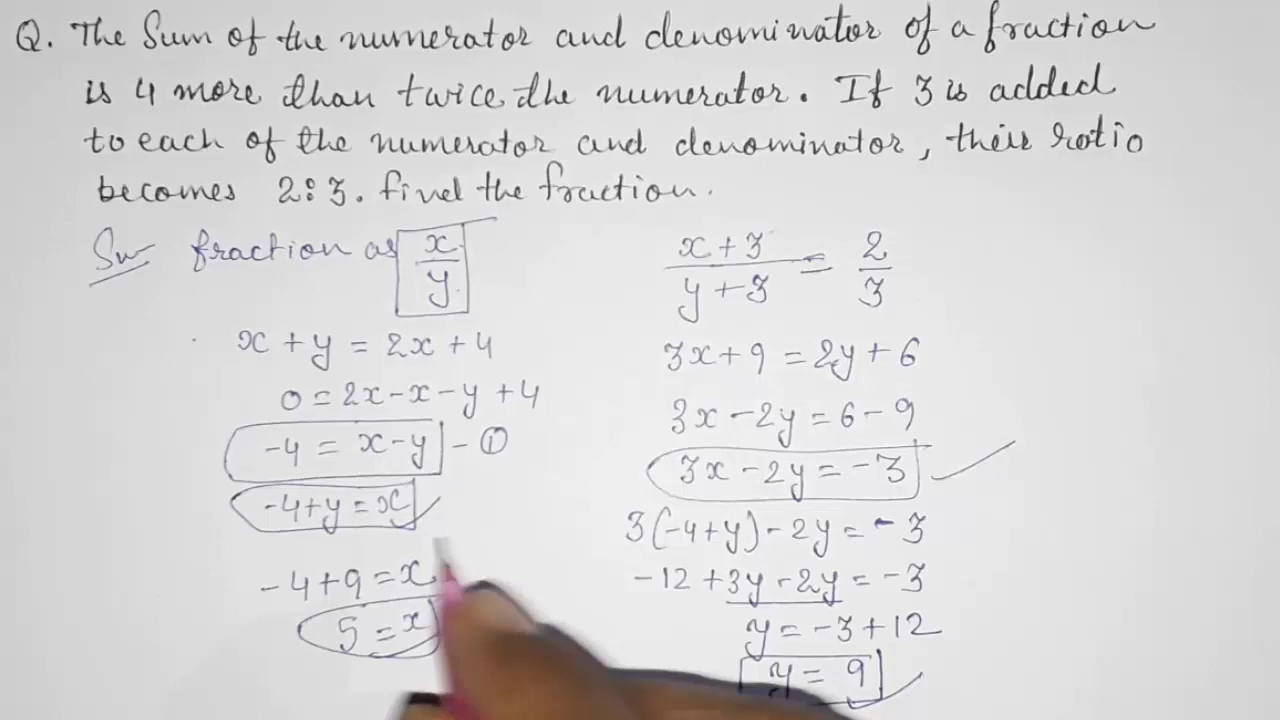 Q. The Sum of the numerator and denominator of a fraction
is 4 more than twice the numerator. If 3 is added
to each of the numerator and denominator, their ratio
becomes 2:3. find the fraction.
fraction as x/y
x + y = 2x + 4
0 = 2x - x - y + 4
-4 = x - y - ①
-4 + y = x
-4 + 9 = x
5 = x
x + 3 / y + 3 = 2/3
3x + 9 = 2y + 6
3x - 2y = 6 - 9
3x - 2y = -3
3(-4 + y) - 2y = -3
-12 + 3y - 2y = -3
y = -3 + 12
y = 9